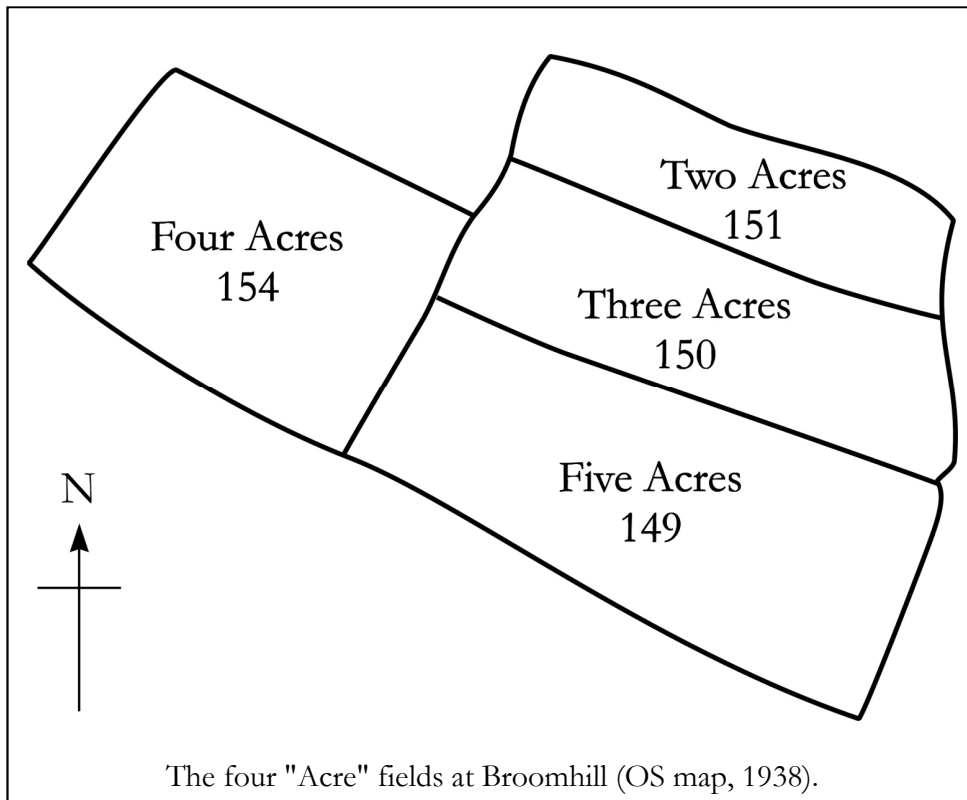 Two Acres
151
Four Acres
154
Three Acres
150
Five Acres
149
N
The four "Acre" fields at Broomhill (OS map, 1938).